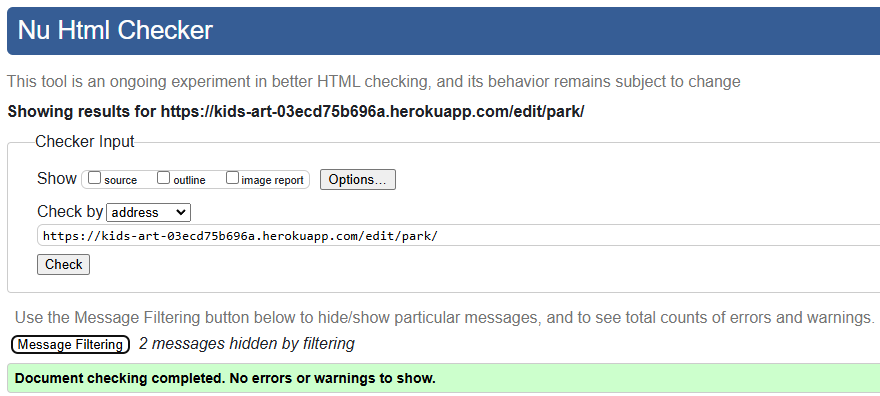 Nu Html Checker
This tool is an ongoing experiment in better HTML checking, and its behavior remains subject to change
Showing results for https://kids-art-03ecd75b696a.herokuapp.com/edit/park/
Checker Input
Show source outline image report Options...
Check by address
https://kids-art-03ecd75b696a.herokuapp.com/edit/park/
Check
Use the Message Filtering button below to hide/show particular messages, and to see total counts of errors and warnings.
Message Filtering 2 messages hidden by filtering
Document checking completed. No errors or warnings to show.